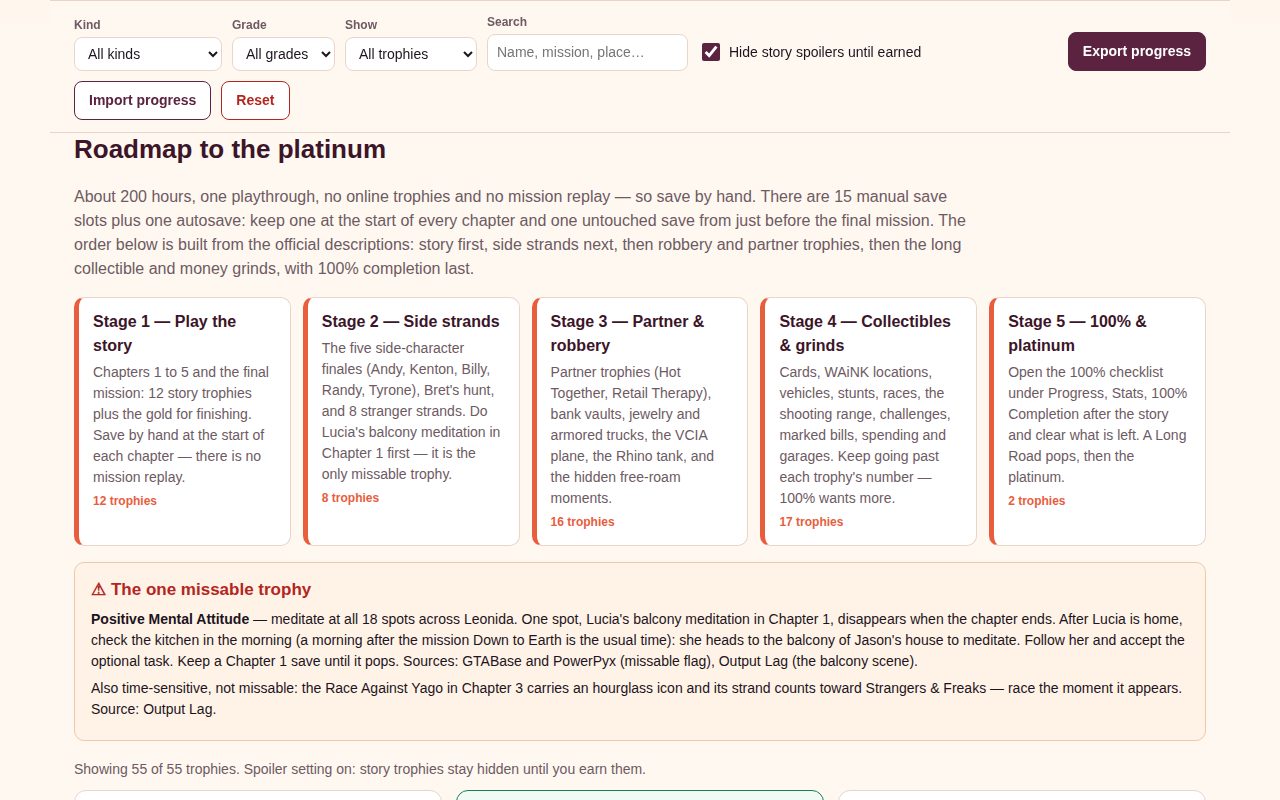 Kind
Grade
Show
Search
All kinds
All grades
All trophies
Name, mission, place…
Hide story spoilers until earned
Export progress
Import progress
Reset
Roadmap to the platinum
About 200 hours, one playthrough, no online trophies and no mission replay — so save by hand. There are 15 manual save
slots plus one autosave: keep one at the start of every chapter and one untouched save from just before the final mission. The
order below is built from the official descriptions: story first, side strands next, then robbery and partner trophies, then the long
collectible and money grinds, with 100% completion last.
Stage 1 — Play the
story
Chapters 1 to 5 and the final
mission: 12 story trophies
plus the gold for finishing.
Save by hand at the start of
each chapter — there is no
mission replay.
12 trophies
Stage 2 — Side strands
The five side-character
finales (Andy, Kenton, Billy,
Randy, Tyrone), Bret's hunt,
and 8 stranger strands. Do
Lucia's balcony meditation in
Chapter 1 first — it is the
only missable trophy.
8 trophies
Stage 3 — Partner &
robbery
Partner trophies (Hot
Together, Retail Therapy),
bank vaults, jewelry and
armored trucks, the VCIA
plane, the Rhino tank, and
the hidden free-roam
moments.
16 trophies
Stage 4 — Collectibles
& grinds
Cards, WAiNK locations,
vehicles, stunts, races, the
shooting range, challenges,
marked bills, spending and
garages. Keep going past
each trophy's number —
100% wants more.
17 trophies
Stage 5 — 100% &
platinum
Open the 100% checklist
under Progress, Stats, 100%
Completion after the story
and clear what is left. A Long
Road pops, then the
platinum.
2 trophies
⚠ The one missable trophy
Positive Mental Attitude — meditate at all 18 spots across Leonida. One spot, Lucia's balcony meditation in Chapter 1, disappears when the chapter ends. After Lucia is home,
check the kitchen in the morning (a morning after the mission Down to Earth is the usual time): she heads to the balcony of Jason's house to meditate. Follow her and accept the
optional task. Keep a Chapter 1 save until it pops. Sources: GTABase and PowerPyx (missable flag), Output Lag (the balcony scene).
Also time-sensitive, not missable: the Race Against Yago in Chapter 3 carries an hourglass icon and its strand counts toward Strangers & Freaks — race the moment it appears.
Source: Output Lag.
Showing 55 of 55 trophies. Spoiler setting on: story trophies stay hidden until you earn them.